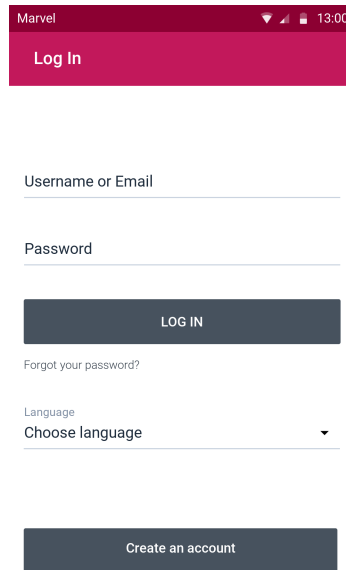 Marvel 13:00
Log In
Username or Email
Password
LOG IN
Forgot your password?
Language
Choose language
Create an account